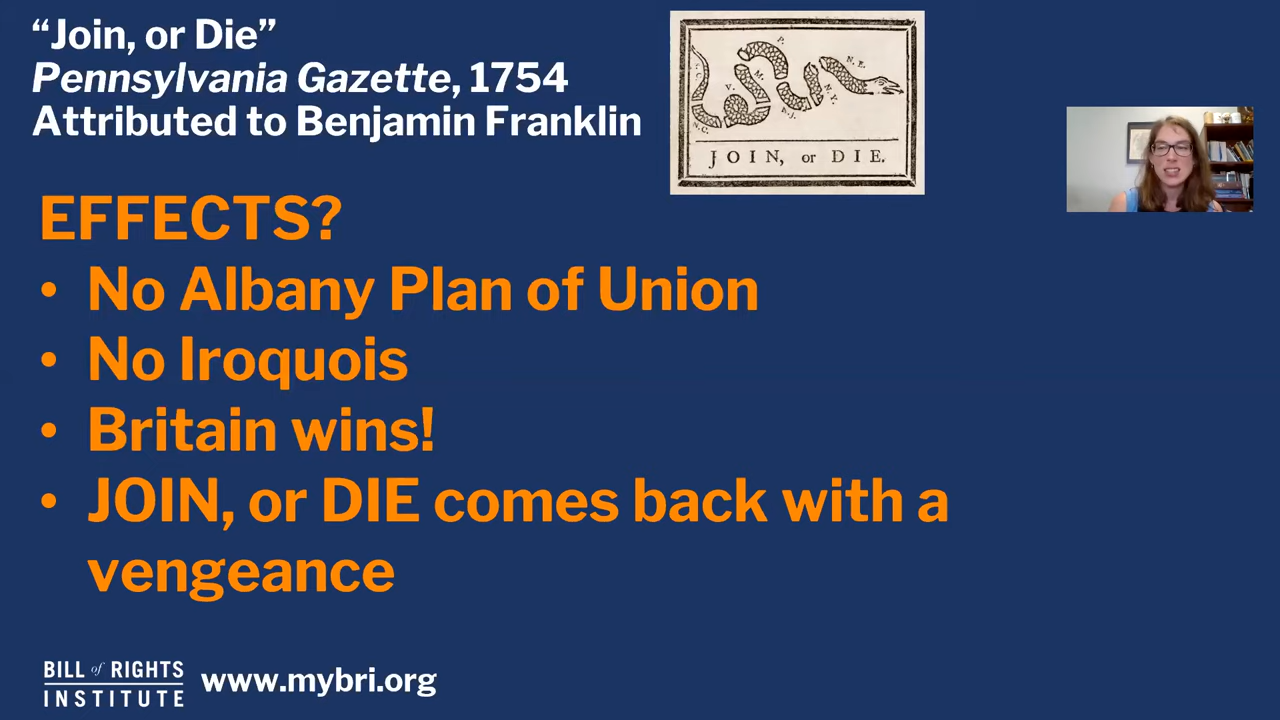 “Join, or Die”
Pennsylvania Gazette, 1754
Attributed to Benjamin Franklin
P.
N. E.
M.
V.
N. Y.
N. C.
JOIN, or DIE.
EFFECTS?
• No Albany Plan of Union
• No Iroquois
• Britain wins!
• JOIN, or DIE comes back with a
vengeance
BILL of RIGHTS
INSTITUTE
www.mybri.org